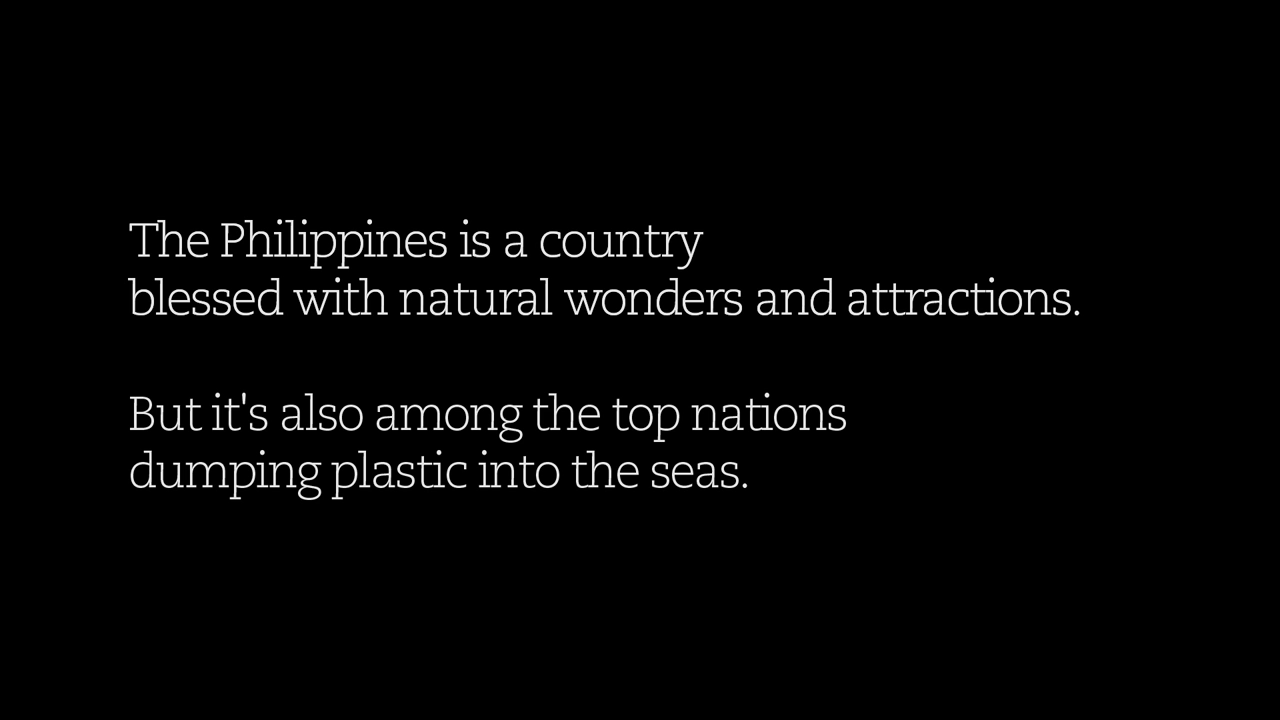 The Philippines is a country
blessed with natural wonders and attractions.
But it's also among the top nations
dumping plastic into the seas.